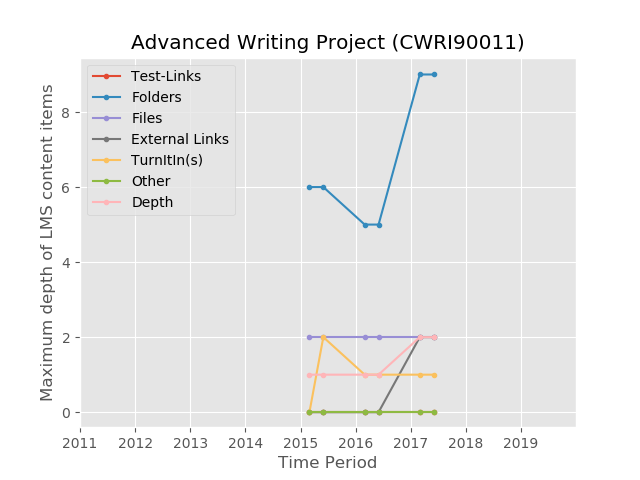 Advanced Writing Project (CWRI90011)
Test-Links
Folders
Files
External Links
TurnItIn(s)
Other
Depth
Maximum depth of LMS content items
8
6
4
2
0
2011 2012 2013 2014 2015 2016 2017 2018 2019
Time Period